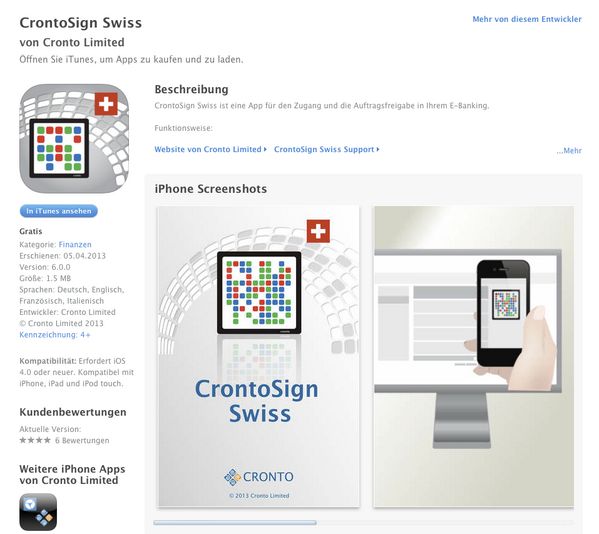 CrontoSign Swiss
Mehr von diesem Entwickler
von Cronto Limited
Öffnen Sie iTunes, um Apps zu kaufen und zu laden.
Beschreibung
CrontoSign Swiss ist eine App für den Zugang und die Auftragsfreigabe in Ihrem E-Banking.
Funktionsweise:
Website von Cronto Limited
CrontoSign Swiss Support
...Mehr
In iTunes ansehen
Gratis
Kategorie: Finanzen
Erschienen: 05.04.2013
Version: 6.0.0
Größe: 1.5 MB
Sprachen: Deutsch, Englisch,
Französisch, Italienisch
Entwickler: Cronto Limited
© Cronto Limited 2013
Kennzeichnung: 4+
Kompatibilität: Erfordert iOS
4.0 oder neuer. Kompatibel mit
iPhone, iPad und iPod touch.
Kundenbewertungen
Aktuelle Version:
★★★★ 6 Bewertungen
Weitere iPhone Apps
von Cronto Limited
iPhone Screenshots
CrontoSign
Swiss
CRONTO
© 2013 Cronto Limited